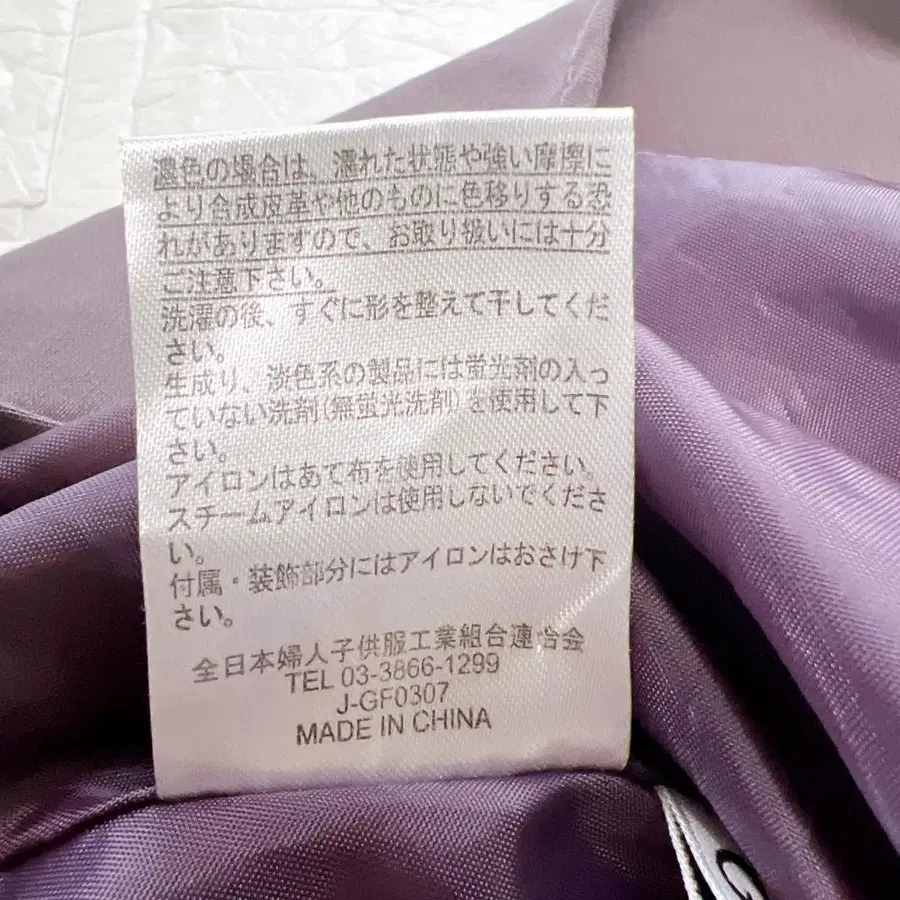 濃色の場合は、濡れた状態や強い摩擦に
より合成皮革や他のものに色移りする恐
れがありますので、お取り扱いには十分
ご注意下さい。
洗濯の後、すぐに形を整えて干してくだ
さい。
生成り、淡色系の製品には蛍光剤の入っ
ていない洗剤(無蛍光洗剤)を使用して下
さい。
アイロンはあて布を使用してください。
スチームアイロンは使用しないでくださ
い。
付属・装飾部分にはアイロンはおさけ下
さい。
全日本婦人子供服工業組合連合会
TEL 03-3866-1299
J-GF0307
MADE IN CHINA